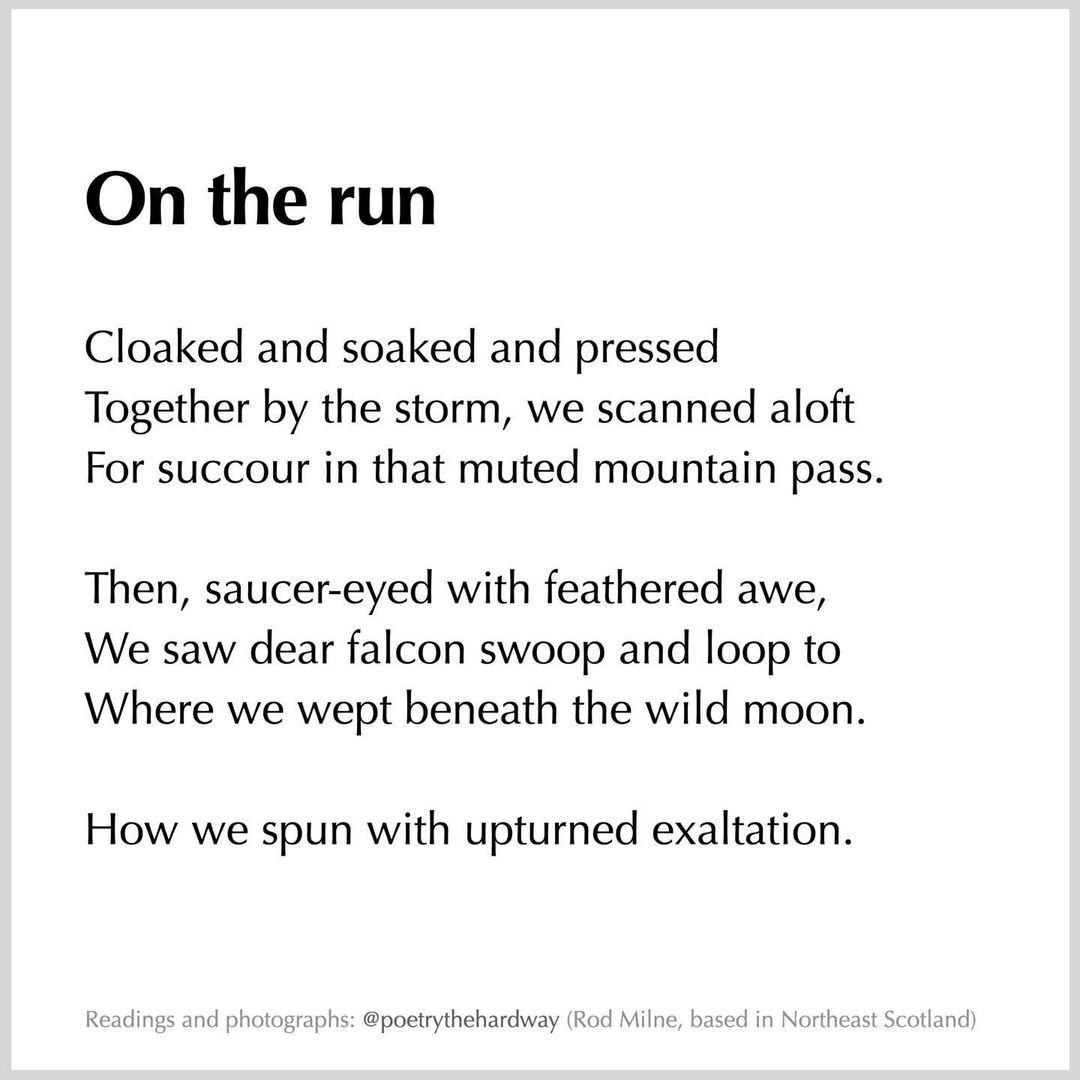 On the run
Cloaked and soaked and pressed
Together by the storm, we scanned aloft
For succour in that muted mountain pass.
Then, saucer-eyed with feathered awe,
We saw dear falcon swoop and loop to
Where we wept beneath the wild moon.
How we spun with upturned exaltation.
Readings and photographs: @poetrythehardway (Rod Milne, based in Northeast Scotland)